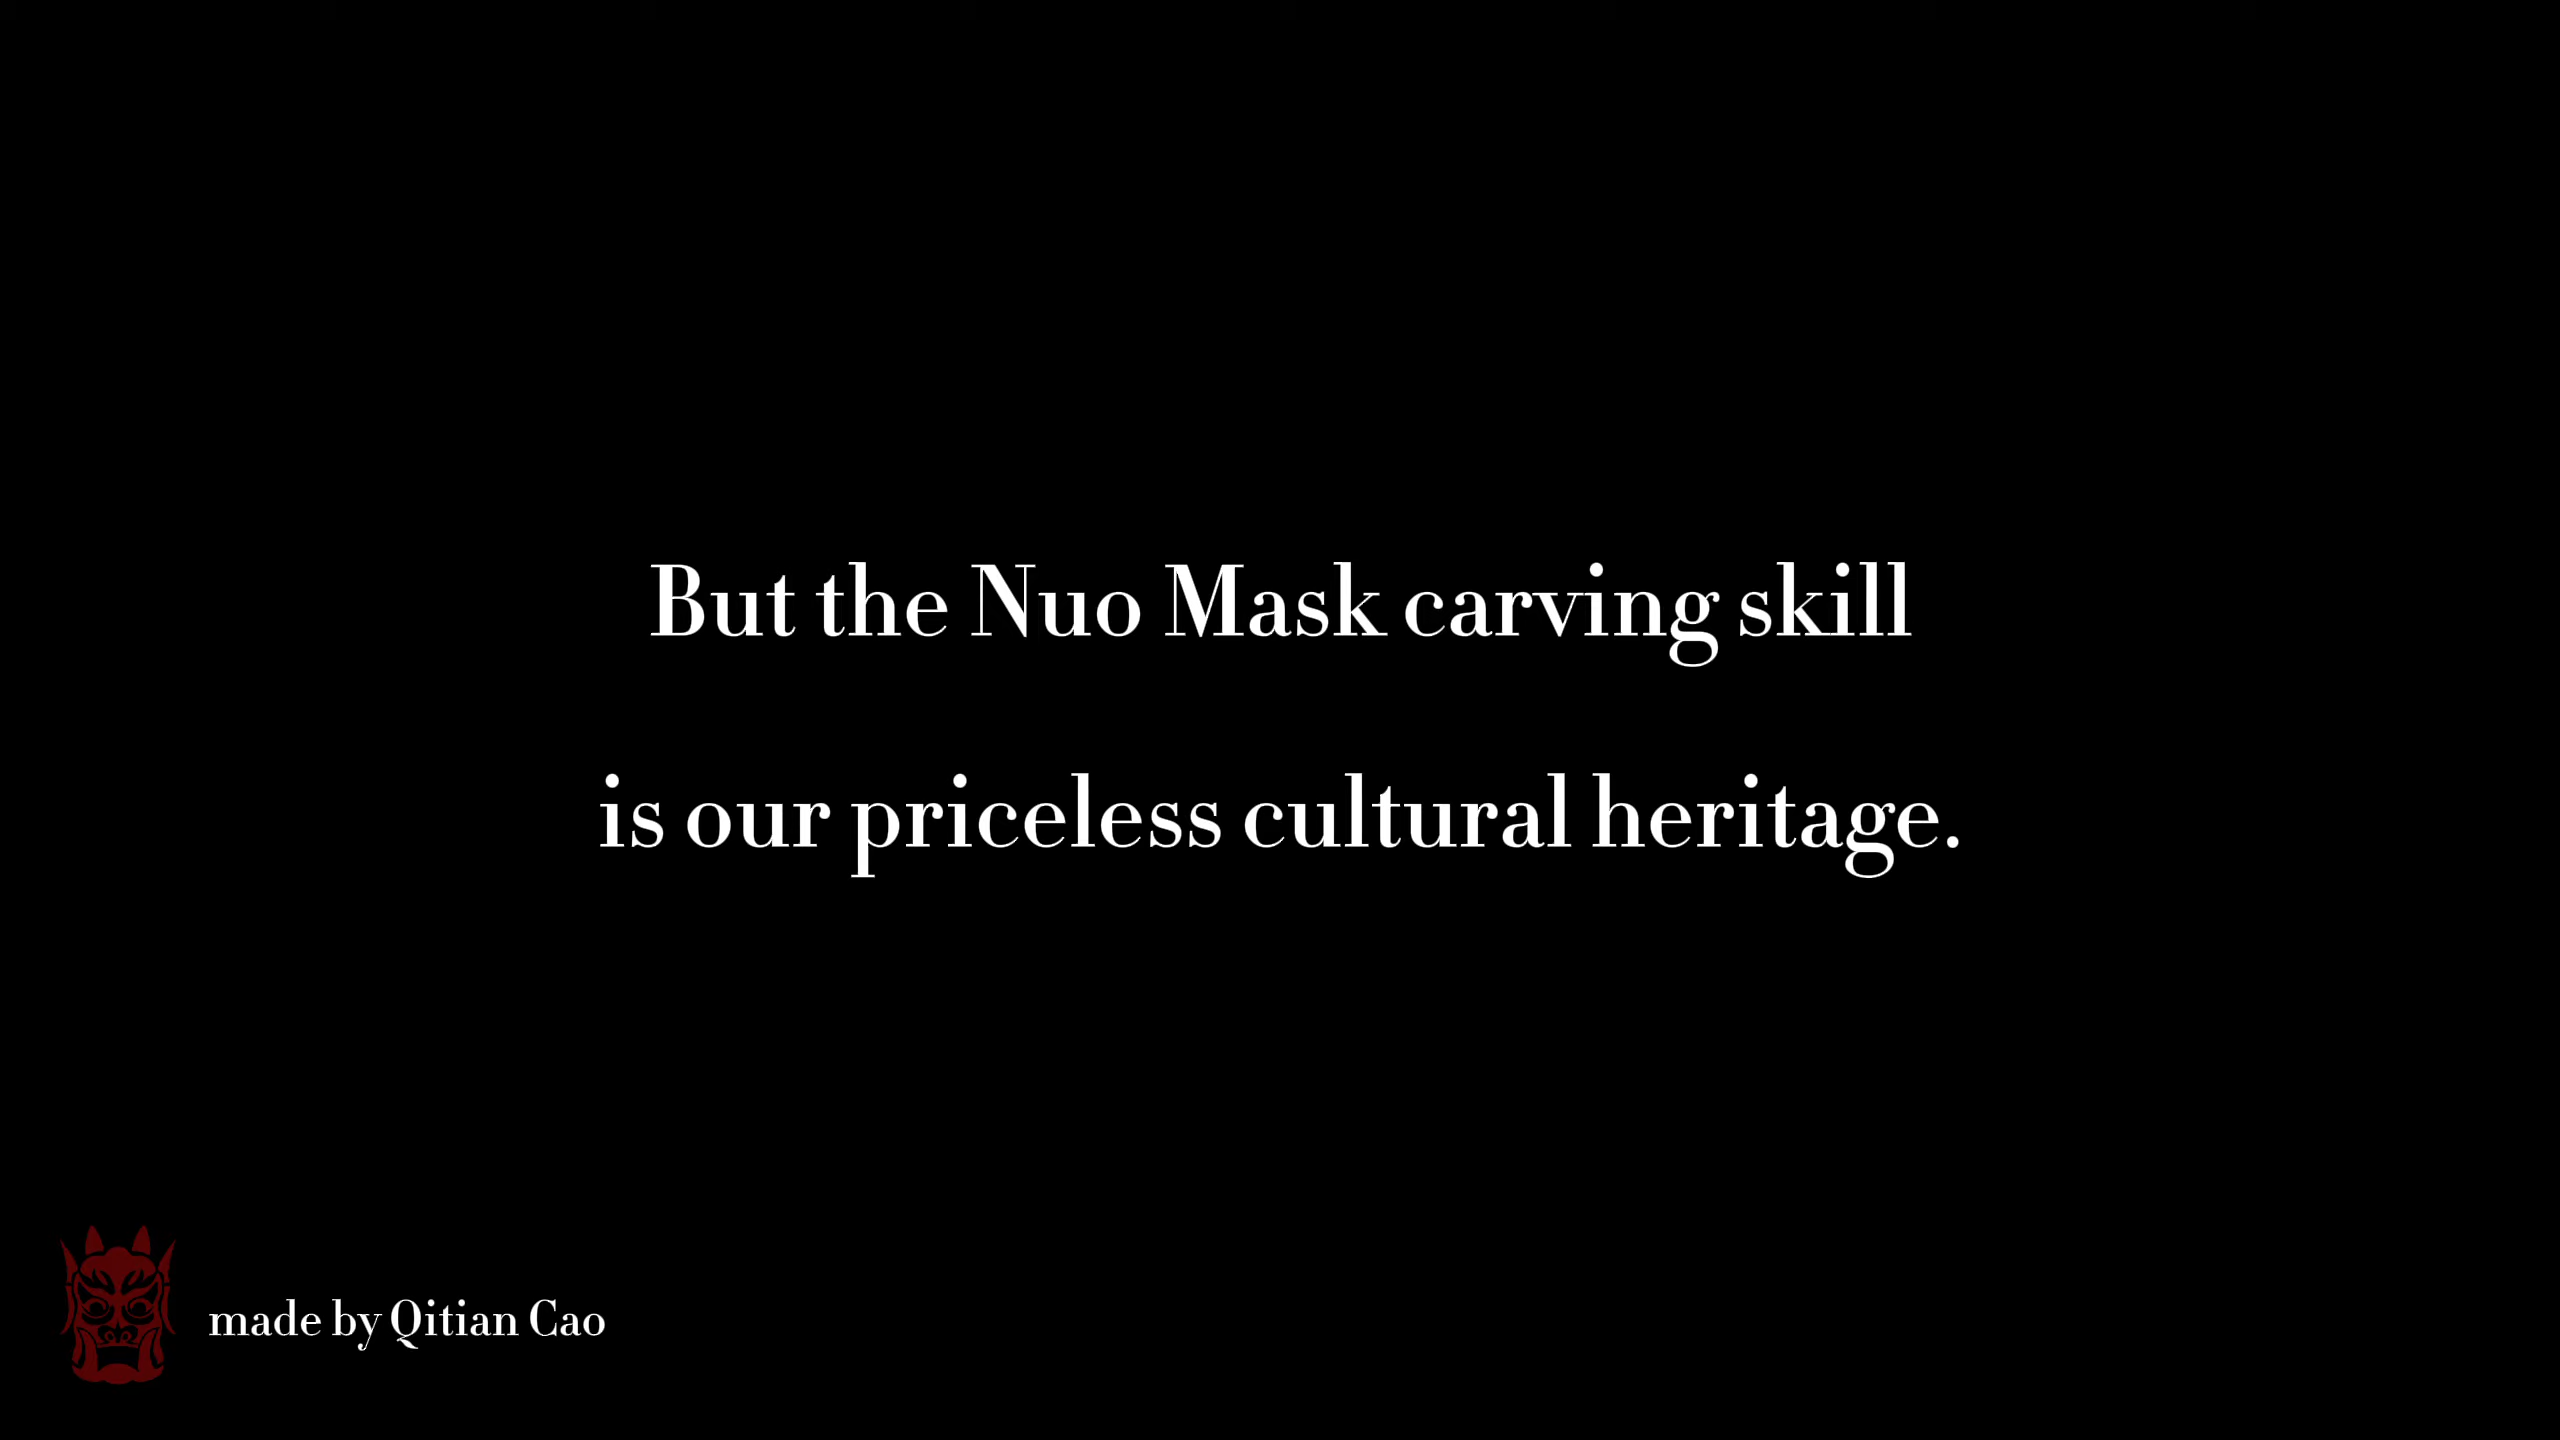 But the Nuo Mask carving skill
is our priceless cultural heritage.
made by Qitian Cao